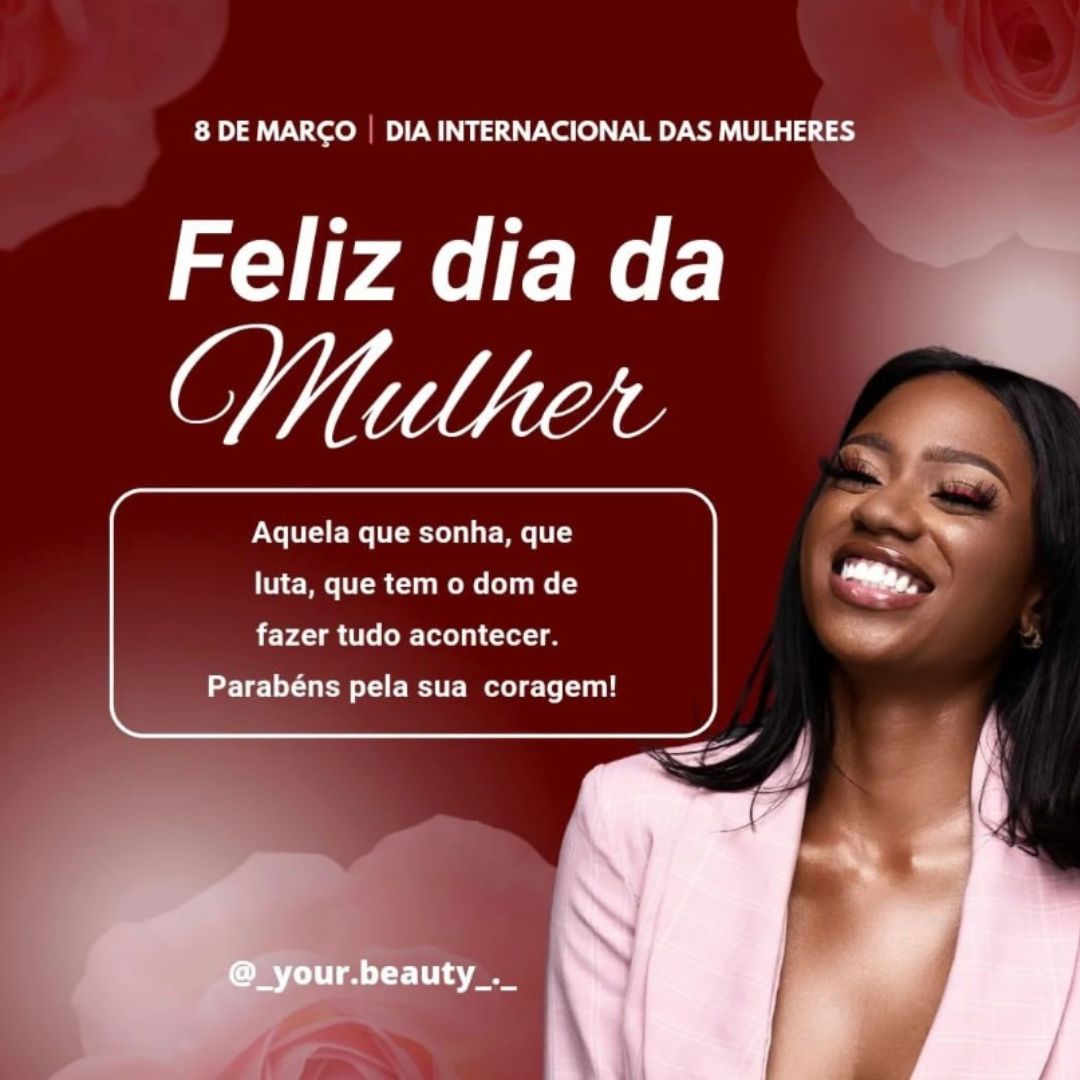 8 DE MARÇO | DIA INTERNACIONAL DAS MULHERES
Feliz dia da
Mulher
Aquela que sonha, que
luta, que tem o dom de
fazer tudo acontecer.
Parabéns pela sua coragem!
@_your.beauty_._